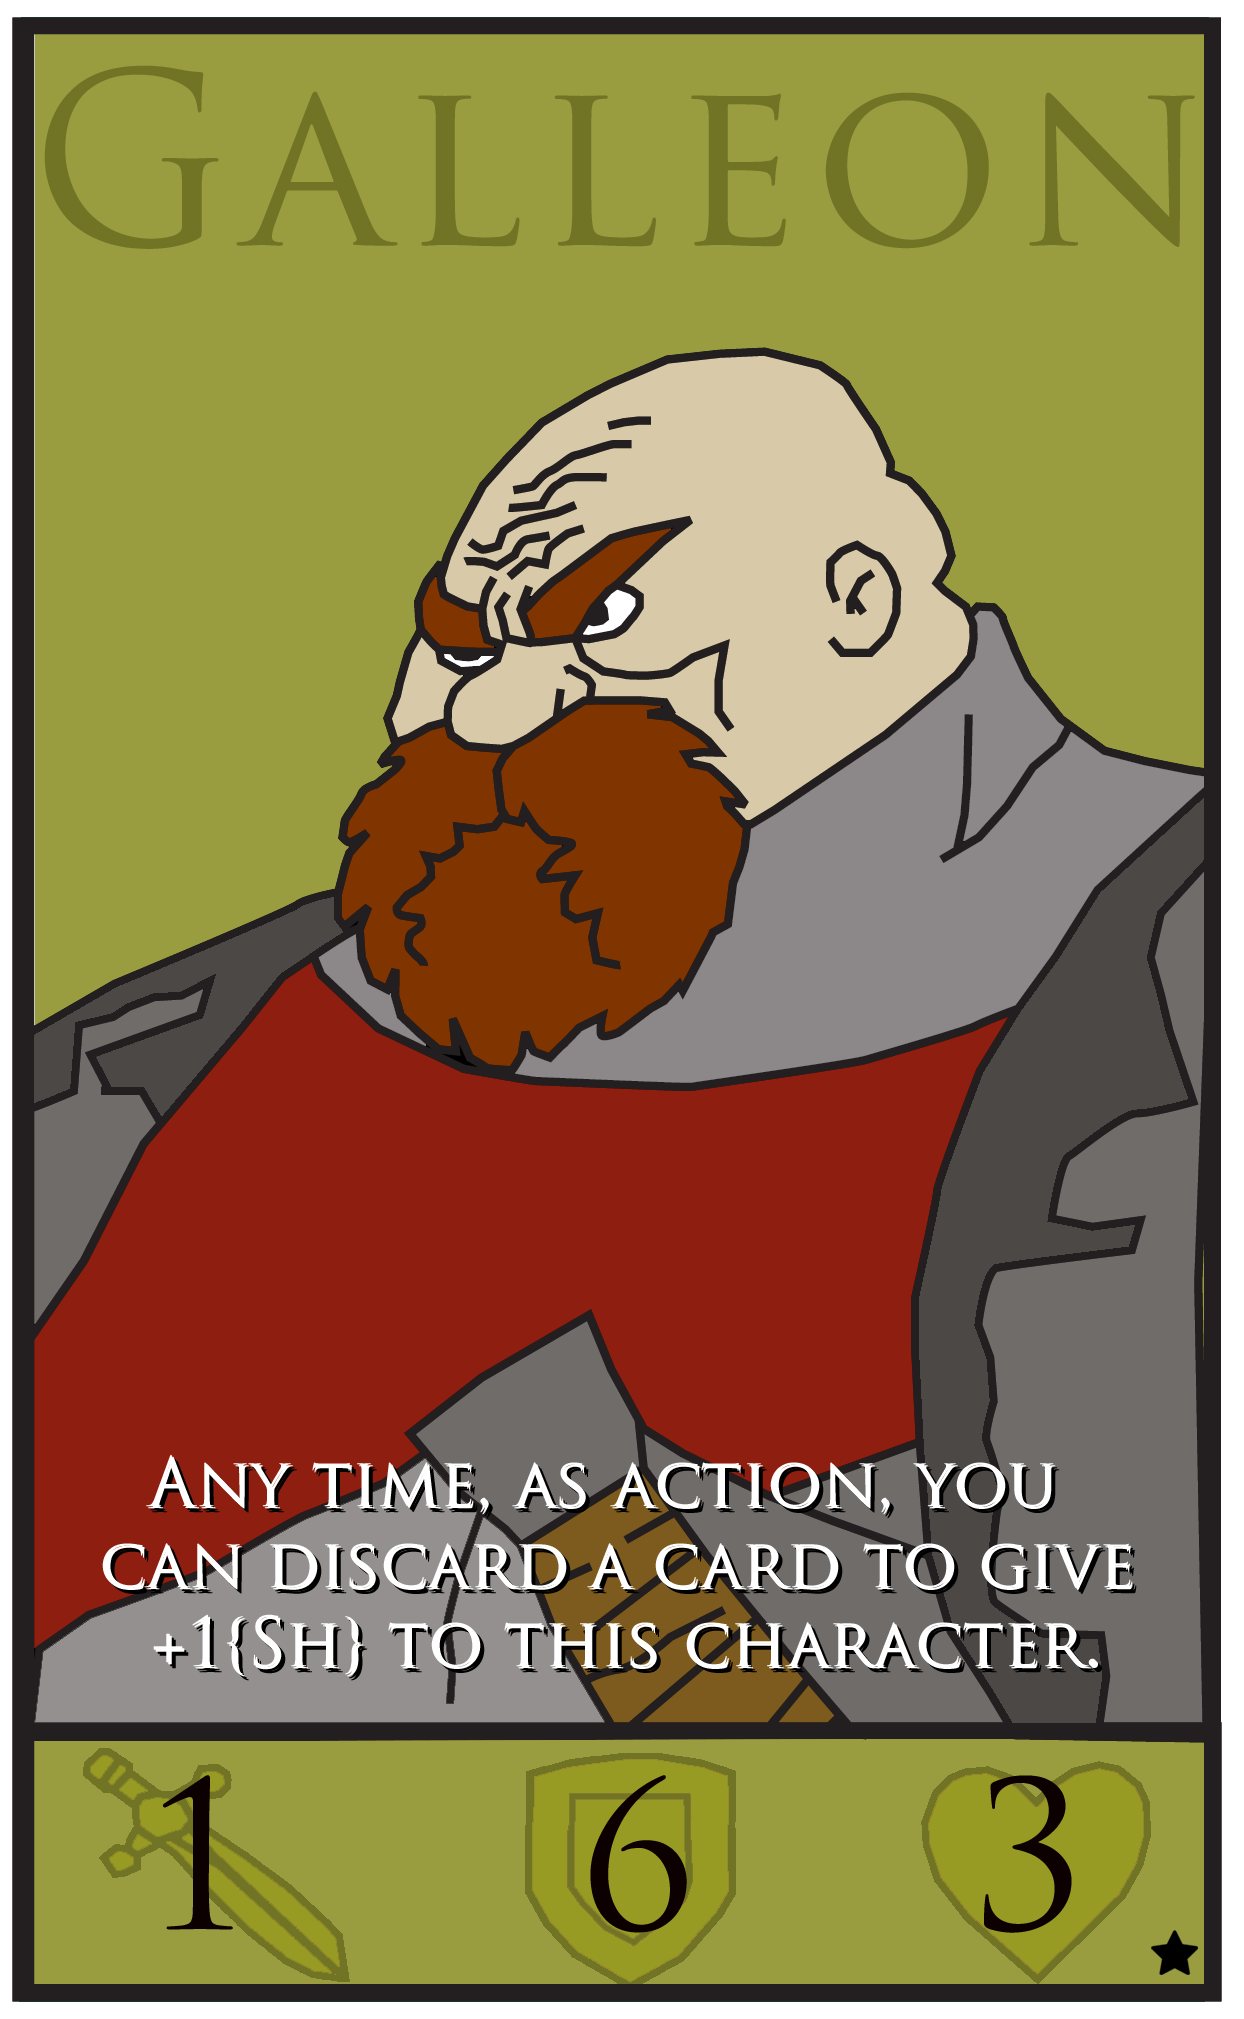 Galleon
Any time, as action, you
can discard a card to give
+1{Sh} to this character.
1 6 3